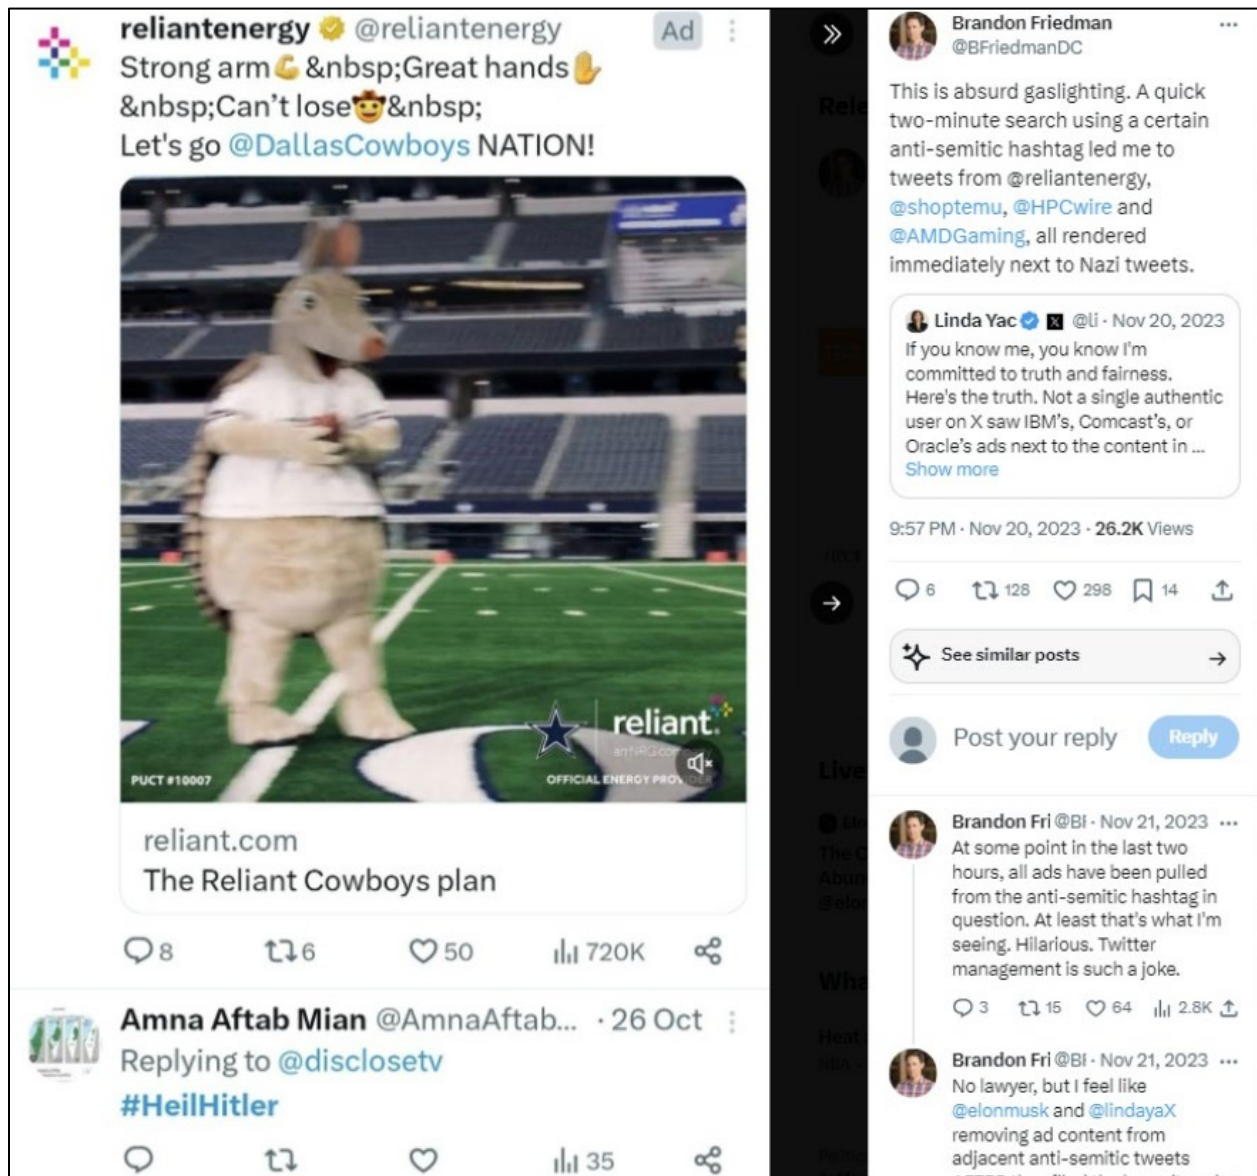 reliantenergy @reliantenergy
Ad
Strong arm💪 &nbsp;Great hands✋
&nbsp;Can’t lose🤠&nbsp;
Let's go @DallasCowboys NATION!
reliant
OFFICIAL ENERGY PROVIDER
PUCT #10007
reliant.com
The Reliant Cowboys plan
8 6 50 720K
Amna Aftab Mian @AmnaAftab... · 26 Oct
Replying to @disclosetv
#HeilHitler
35
Brandon Friedman
@BFriedmanDC
This is absurd gaslighting. A quick
two-minute search using a certain
anti-semitic hashtag led me to
tweets from @reliantenergy,
@shoptemu, @HPCwire and
@AMDGaming, all rendered
immediately next to Nazi tweets.
Linda Yac @li · Nov 20, 2023
If you know me, you know I'm
committed to truth and fairness.
Here's the truth. Not a single authentic
user on X saw IBM's, Comcast's, or
Oracle's ads next to the content in ...
Show more
9:57 PM · Nov 20, 2023 · 26.2K Views
6 128 298 14
See similar posts
Post your reply
Reply
Brandon Fri @BF · Nov 21, 2023
At some point in the last two
hours, all ads have been pulled
from the anti-semitic hashtag in
question. At least that's what I'm
seeing. Hilarious. Twitter
management is such a joke.
3 15 64 2.8K
Brandon Fri @BF · Nov 21, 2023
No lawyer, but I feel like
@elonmusk and @lindayaX
removing ad content from
adjacent anti-semitic tweets